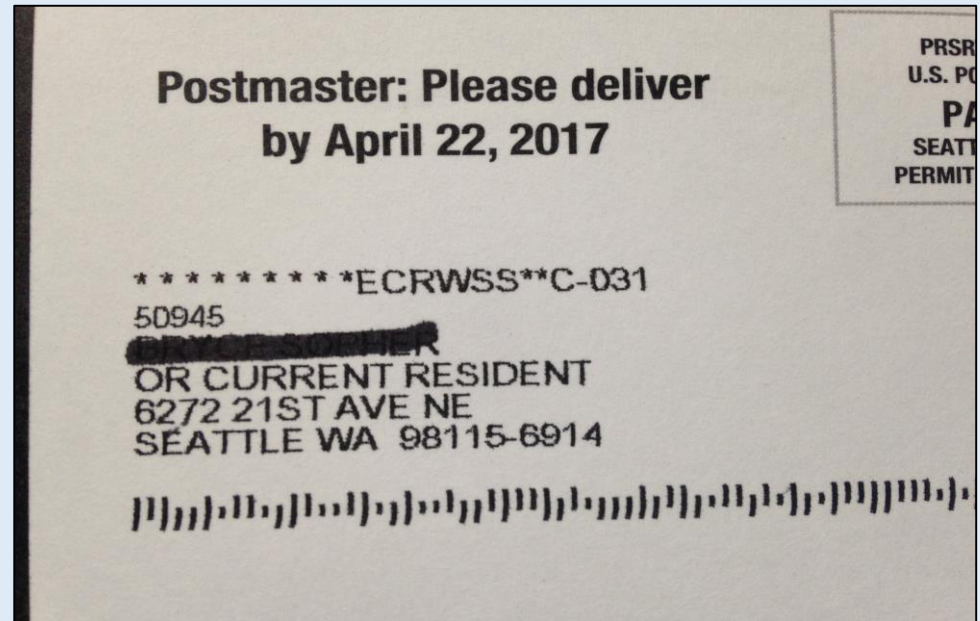 Postmaster: Please deliver
by April 22, 2017
PRSR
U.S. PO
PA
SEATT
PERMIT
* * * * * * * * *ECRWSS**C-031
50945
OR CURRENT RESIDENT
6272 21ST AVE NE
SEATTLE WA 98115-6914